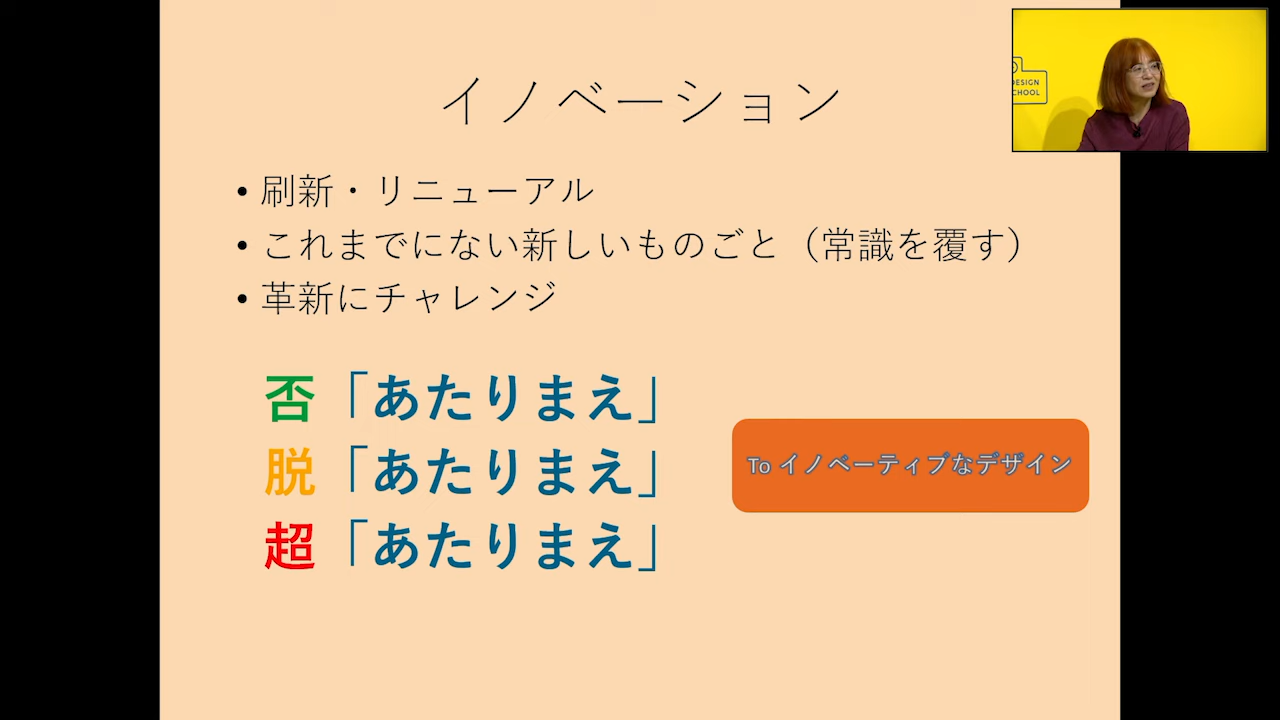 イノベーション
• 刷新・リニューアル
• これまでにない新しいものごと（常識を覆す）
• 革新にチャレンジ
否「あたりまえ」
脱「あたりまえ」
超「あたりまえ」
To イノベーティブなデザイン
DESIGN